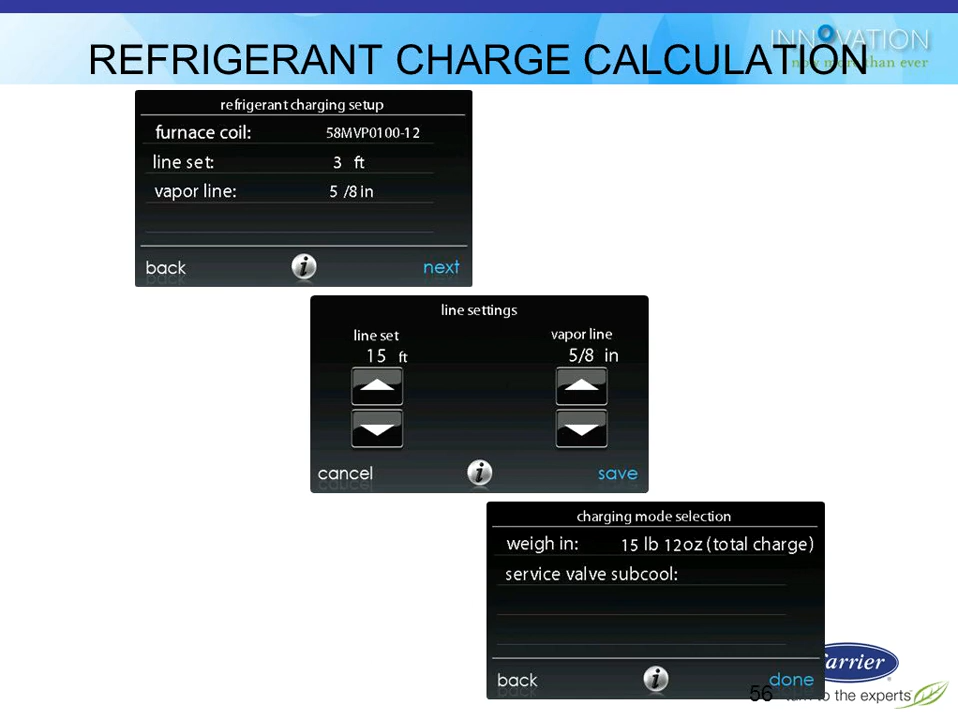 INNOVATION
now more than ever
REFRIGERANT CHARGE CALCULATION
refrigerant charging setup
furnace coil: 58MVP0100-12
line set: 3 ft
vapor line: 5 /8 in
back i next
line settings
line set vapor line
15 ft 5/8 in
cancel i save
charging mode selection
weigh in: 15 lb 12oz (total charge)
service valve subcool:
back i done
Carrier
56 turn to the experts